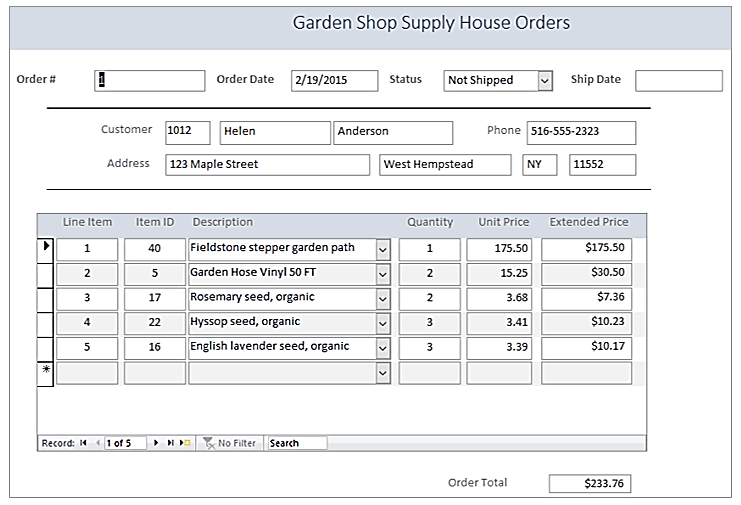 Garden Shop Supply House Orders
Order # 1 Order Date 2/19/2015 Status Not Shipped Ship Date
Customer 1012 Helen Anderson Phone 516-555-2323
Address 123 Maple Street West Hempstead NY 11552
Line Item Item ID Description Quantity Unit Price Extended Price
1 40 Fieldstone stepper garden path 1 175.50 $175.50
2 5 Garden Hose Vinyl 50 FT 2 15.25 $30.50
3 17 Rosemary seed, organic 2 3.68 $7.36
4 22 Hyssop seed, organic 3 3.41 $10.23
5 16 English lavender seed, organic 3 3.39 $10.17
*
Record: 1 of 5 No Filter Search
Order Total $233.76